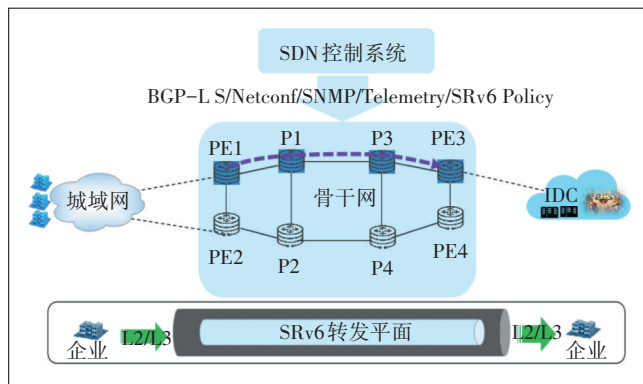 SDN控制系统
BGP-L S/Netconf/SNMP/Telemetry/SRv6 Policy
PE1 P1 P3 PE3
城域网 骨干网 IDC
PE2 P2 P4 PE4
L2/L3 SRv6转发平面 L2/L3
企业 企业